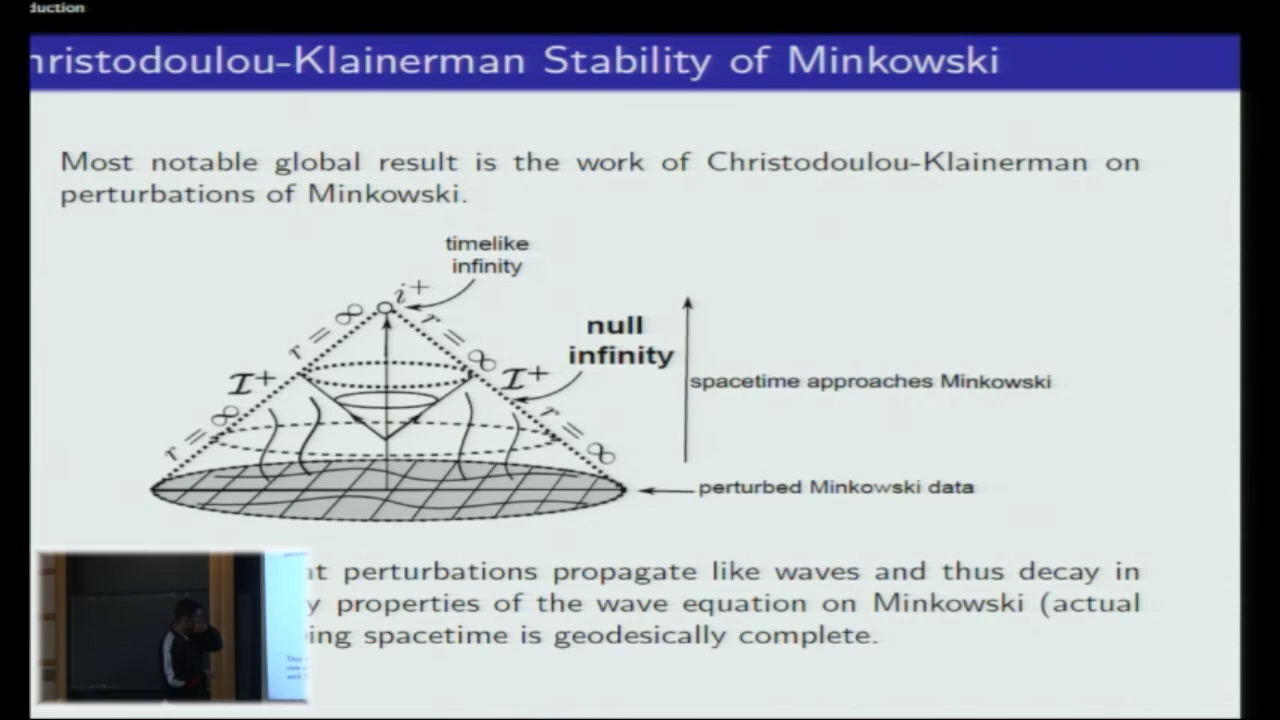 duction
hristodoulou-Klainerman Stability of Minkowski
Most notable global result is the work of Christodoulou-Klainerman on
perturbations of Minkowski.
timelike
infinity
i+
r = ∞
r = ∞
null
infinity
I+
I+
spacetime approaches Minkowski
r = ∞
r = ∞
perturbed Minkowski data
at perturbations propagate like waves and thus decay in
y properties of the wave equation on Minkowski (actual
ing spacetime is geodesically complete.